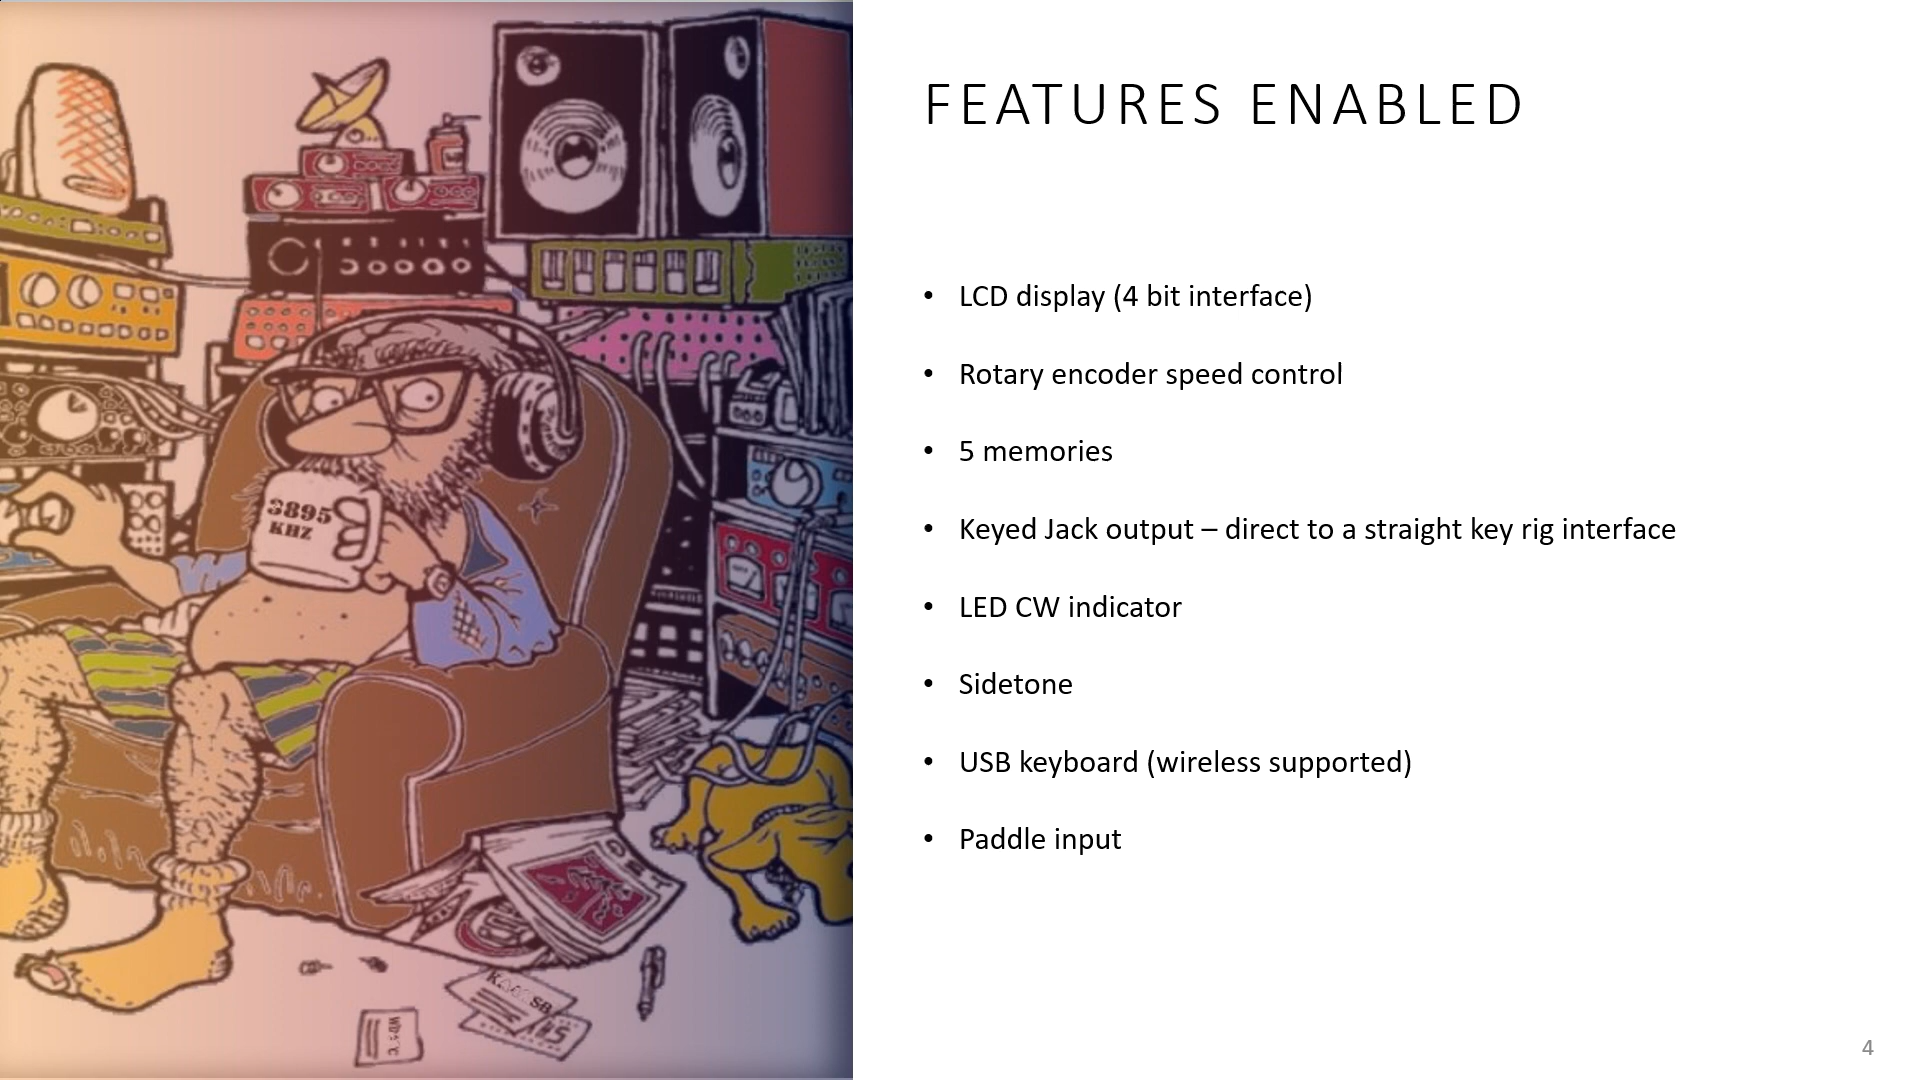 FEATURES ENABLED
• LCD display (4 bit interface)
• Rotary encoder speed control
• 5 memories
• Keyed Jack output – direct to a straight key rig interface
• LED CW indicator
• Sidetone
• USB keyboard (wireless supported)
• Paddle input
3895
KHZ
QST
4